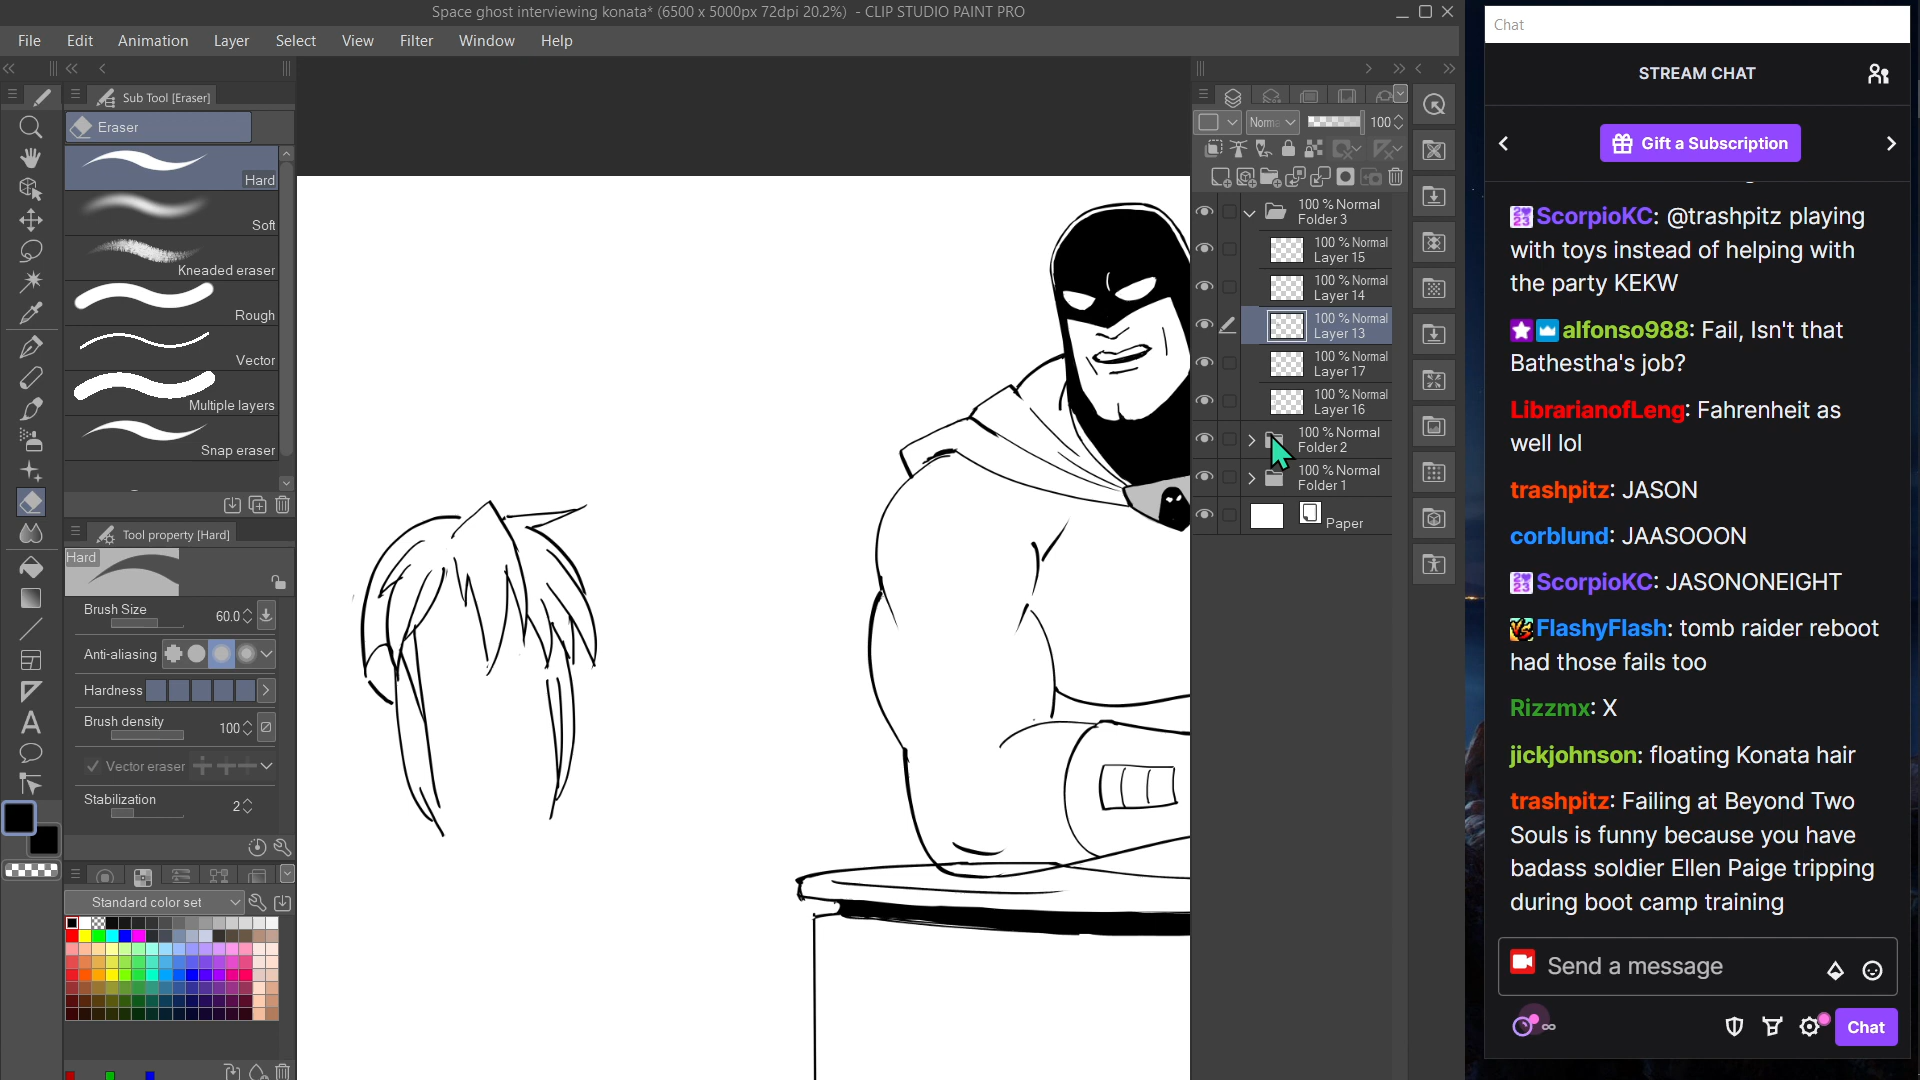 Space ghost interviewing konata* (6500 x 5000px 72dpi 20.2%) - CLIP STUDIO PAINT PRO
File Edit Animation Layer Select View Filter Window Help
Sub Tool [Eraser]
Eraser
Hard
Soft
Kneaded eraser
Rough
Vector
Multiple layers
Snap eraser
Tool property [Hard]
Hard
Brush Size 60.0
Anti-aliasing
Hardness
Brush density 100
Vector eraser
Stabilization 2
Standard color set
Norma 100
100 % Normal
Folder 3
100 % Normal
Layer 15
100 % Normal
Layer 14
100 % Normal
Layer 13
100 % Normal
Layer 17
100 % Normal
Layer 16
100 % Normal
Folder 2
100 % Normal
Folder 1
Paper
Chat
STREAM CHAT
Gift a Subscription
ScorpioKC: @trashpitz playing
with toys instead of helping with
the party KEKW
alfonso988: Fail, Isn't that
Bathestha's job?
LibrarianofLeng: Fahrenheit as
well lol
trashpitz: JASON
corblund: JAASOOON
ScorpioKC: JASONONEIGHT
FlashyFlash: tomb raider reboot
had those fails too
Rizzmx: X
jickjohnson: floating Konata hair
trashpitz: Failing at Beyond Two
Souls is funny because you have
badass soldier Ellen Paige tripping
during boot camp training
Send a message
Chat